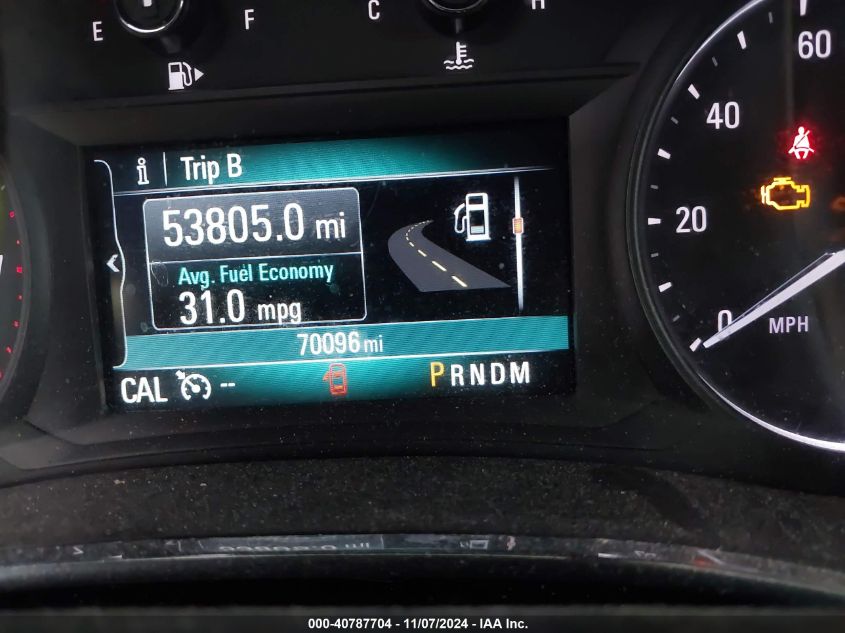 E F C H
60
40
20
0
MPH
i Trip B
53805.0 mi
Avg. Fuel Economy
31.0 mpg
70096 mi
CAL -- PRNDM
000-40787704 - 11/07/2024 - IAA Inc.